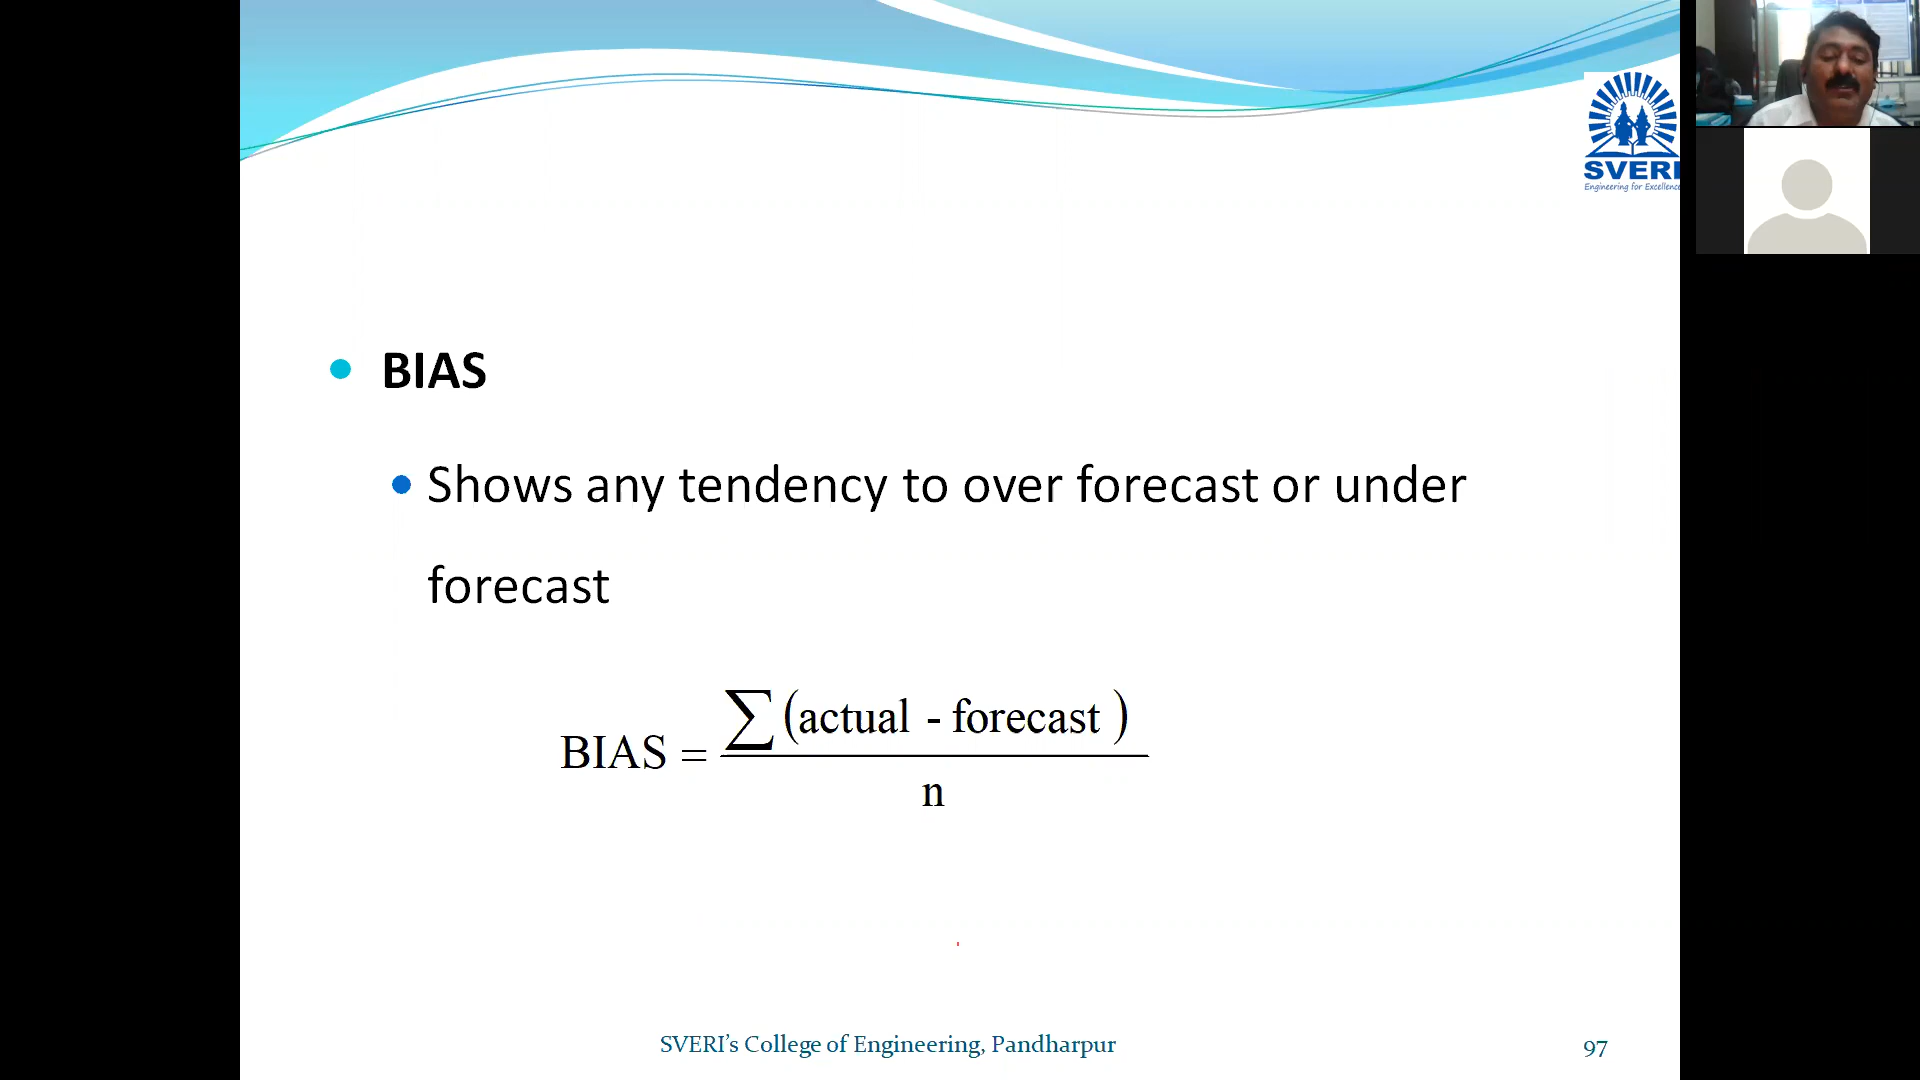 SVERI
Engineering for Excellence
BIAS
Shows any tendency to over forecast or under
forecast
BIAS = ∑(actual - forecast )
n
SVERI's College of Engineering, Pandharpur
97